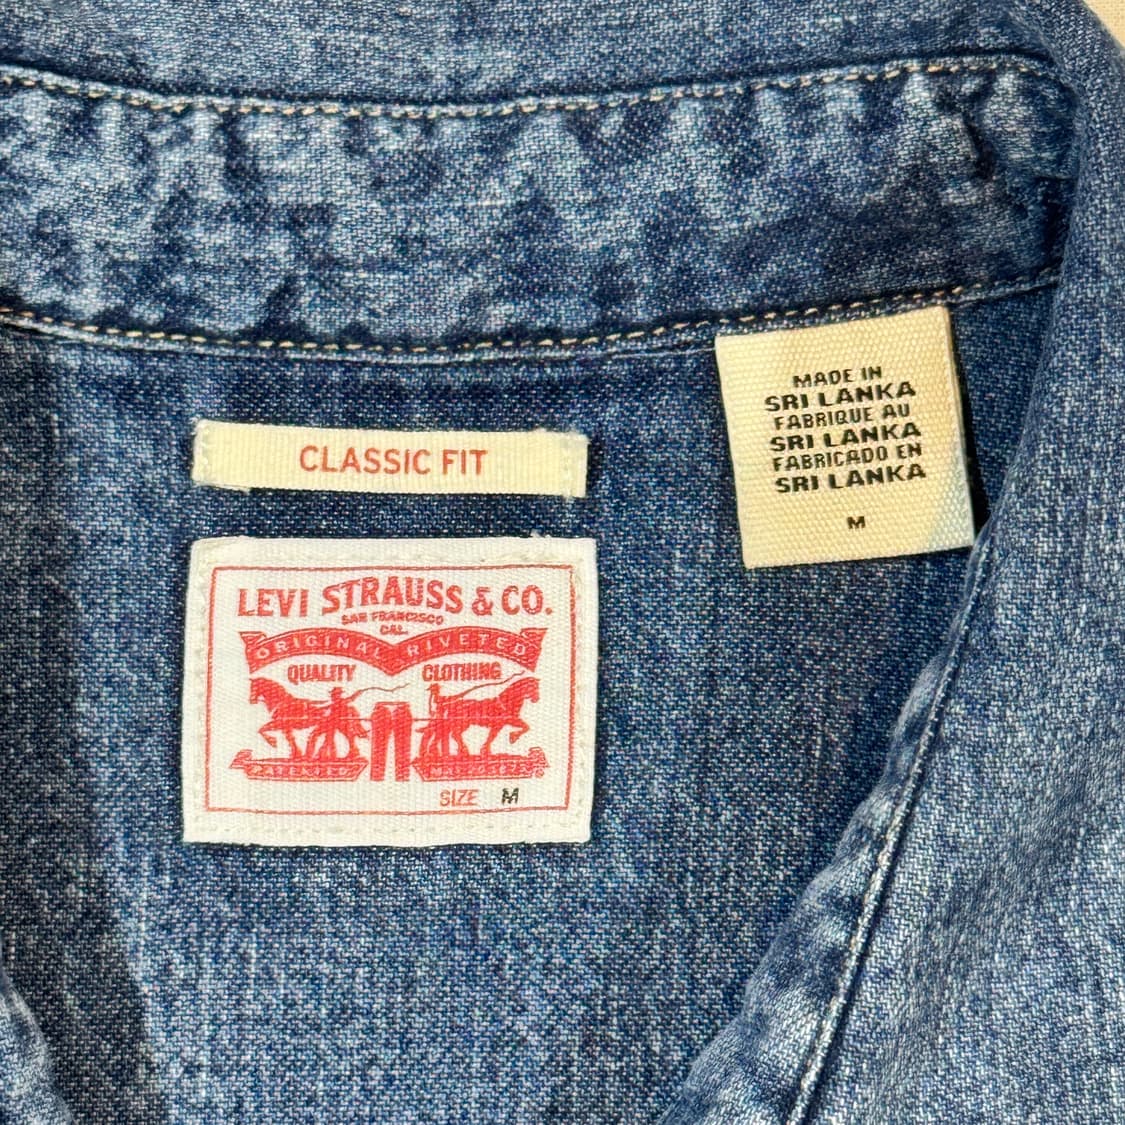 CLASSIC FIT
LEVI STRAUSS & CO.
SAN FRANCISCO
CAL.
ORIGINAL RIVETED
QUALITY CLOTHING
SIZE M
MADE IN
SRI LANKA
FABRIQUE AU
SRI LANKA
FABRICADO EN
SRI LANKA
M